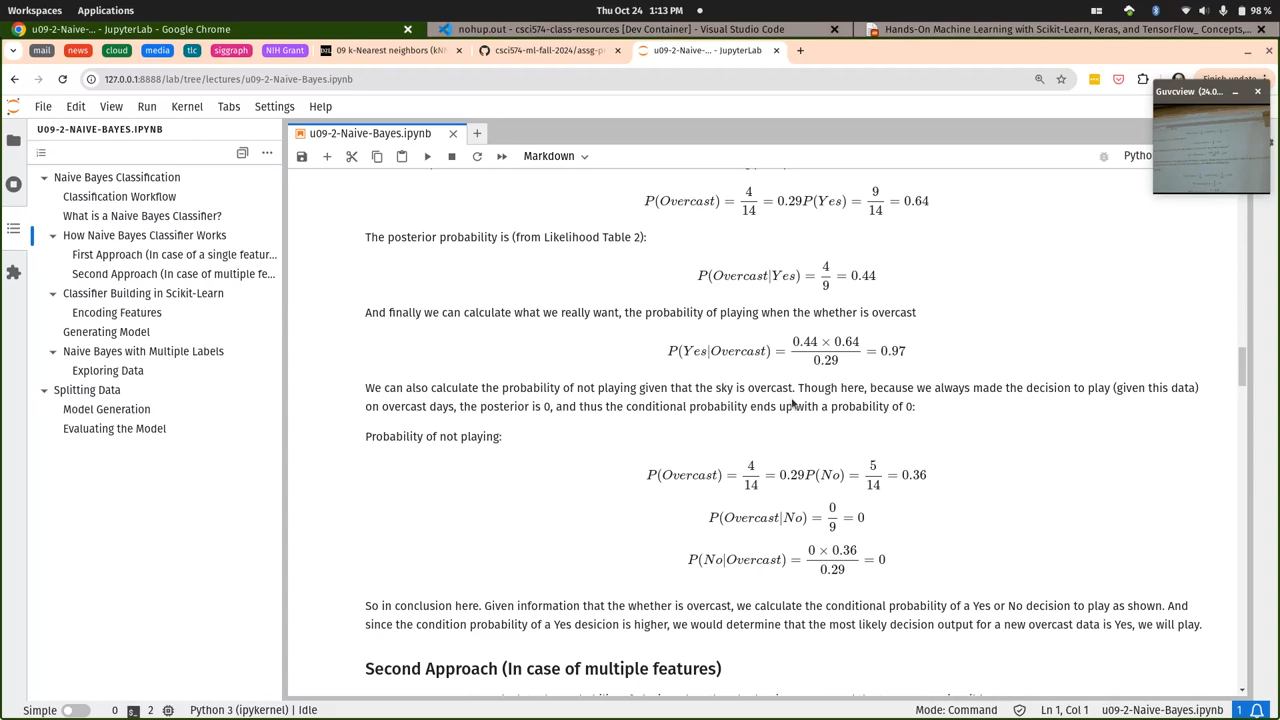 Workspaces Applications Thu Oct 24 1:13 PM 98 %
u09-2-Naive-... - JupyterLab - Google Chrome
nohup.out - csci574-class-resources [Dev Container] - Visual Studio Code
Hands-On Machine Learning with Scikit-Learn, Keras, and TensorFlow_ Concepts,...
mail news cloud media tlc siggraph NIH Grant
09 k-Nearest neighbors (kNN
csci574-ml-fall-2024/assg-p
u09-2-Naive-... - JupyterLab
127.0.0.1:8888/lab/tree/lectures/u09-2-Naive-Bayes.ipynb
Guvcview (24.0...
File Edit View Run Kernel Tabs Settings Help
U09-2-NAIVE-BAYES.IPYNB
u09-2-Naive-Bayes.ipynb
Markdown
Pytho
Naive Bayes Classification
Classification Workflow
What is a Naive Bayes Classifier?
How Naive Bayes Classifier Works
First Approach (In case of a single featur...
Second Approach (In case of multiple fe...
Classifier Building in Scikit-Learn
Encoding Features
Generating Model
Naive Bayes with Multiple Labels
Exploring Data
Splitting Data
Model Generation
Evaluating the Model
P(Overcast) = 4/14 = 0.29P(Yes) = 9/14 = 0.64
The posterior probability is (from Likelihood Table 2):
P(Overcast|Yes) = 4/9 = 0.44
And finally we can calculate what we really want, the probability of playing when the whether is overcast
P(Yes|Overcast) = 0.44 × 0.64/0.29 = 0.97
We can also calculate the probability of not playing given that the sky is overcast. Though here, because we always made the decision to play (given this data)
on overcast days, the posterior is 0, and thus the conditional probability ends up with a probability of 0:
Probability of not playing:
P(Overcast) = 4/14 = 0.29P(No) = 5/14 = 0.36
P(Overcast|No) = 0/9 = 0
P(No|Overcast) = 0 × 0.36/0.29 = 0
So in conclusion here. Given information that the whether is overcast, we calculate the conditional probability of a Yes or No decision to play as shown. And
since the condition probability of a Yes desicion is higher, we would determine that the most likely decision output for a new overcast data is Yes, we will play.
Second Approach (In case of multiple features)
Simple 0 2 Python 3 (ipykernel) | Idle
Mode: Command Ln 1, Col 1 u09-2-Naive-Bayes.ipynb 1